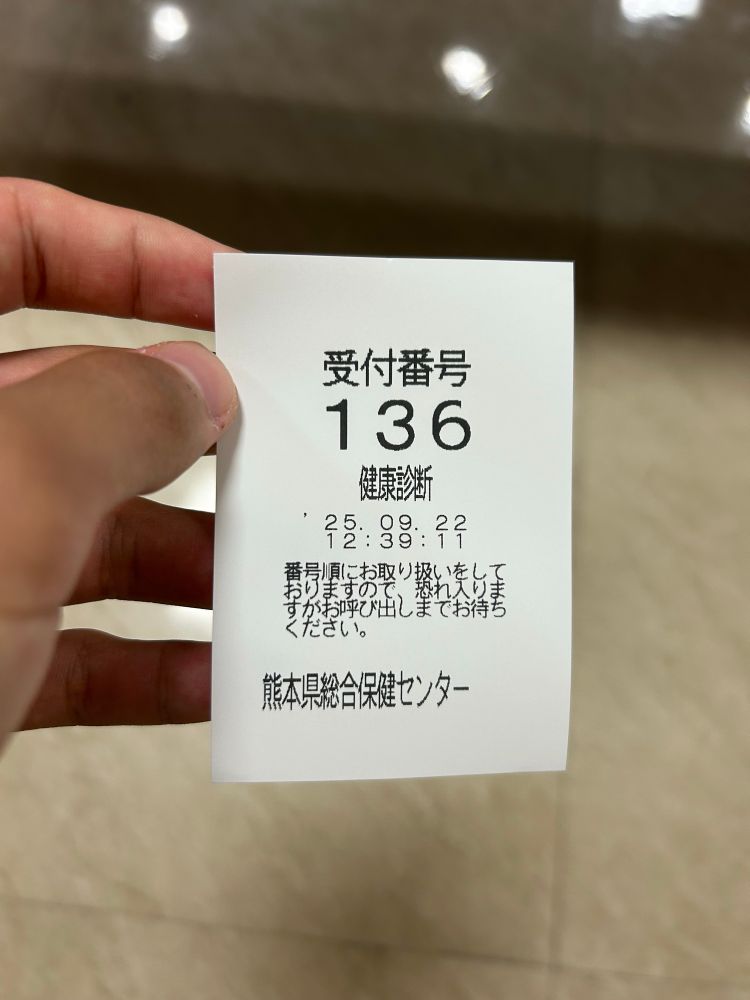 受付番号
136
健康診断
'25. 09. 22
12:39:11
番号順にお取り扱いをして
おりますので、恐れ入りま
すがお呼び出しまでお待ち
ください。
熊本県総合保健センター